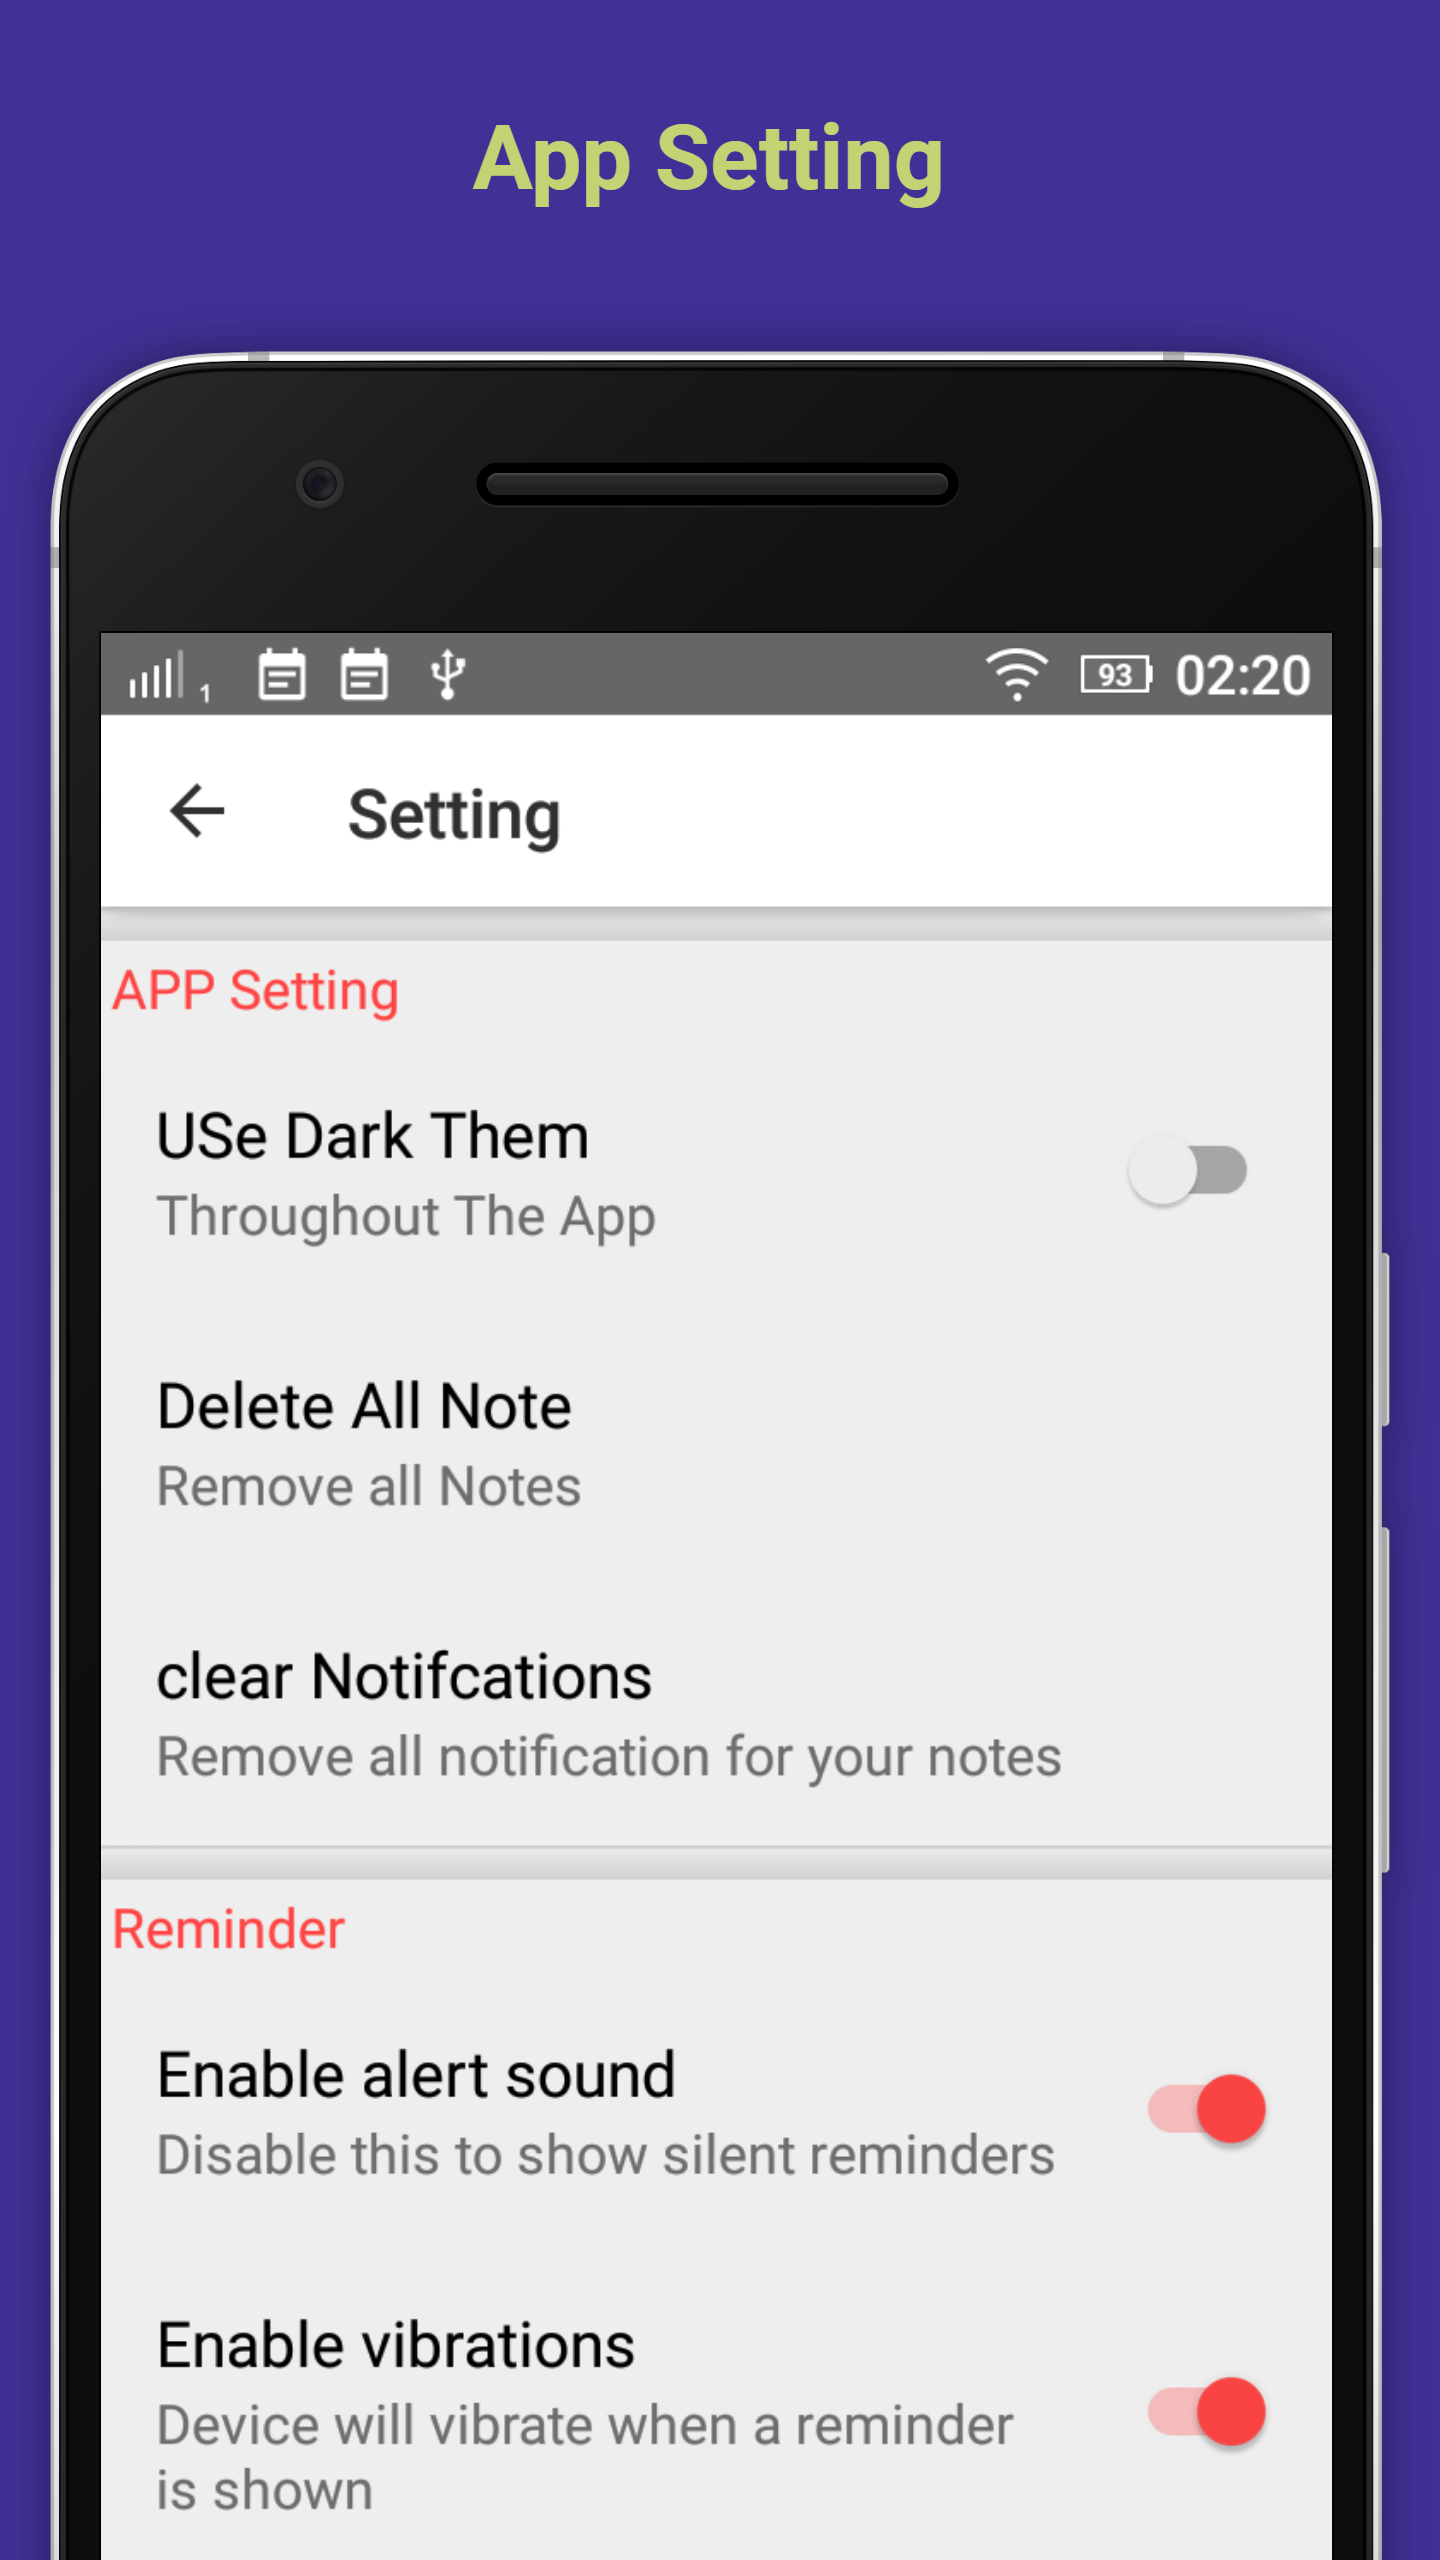 App Setting
1
93 02:20
Setting
APP Setting
USe Dark Them
Throughout The App
Delete All Note
Remove all Notes
clear Notifcations
Remove all notification for your notes
Reminder
Enable alert sound
Disable this to show silent reminders
Enable vibrations
Device will vibrate when a reminder
is shown